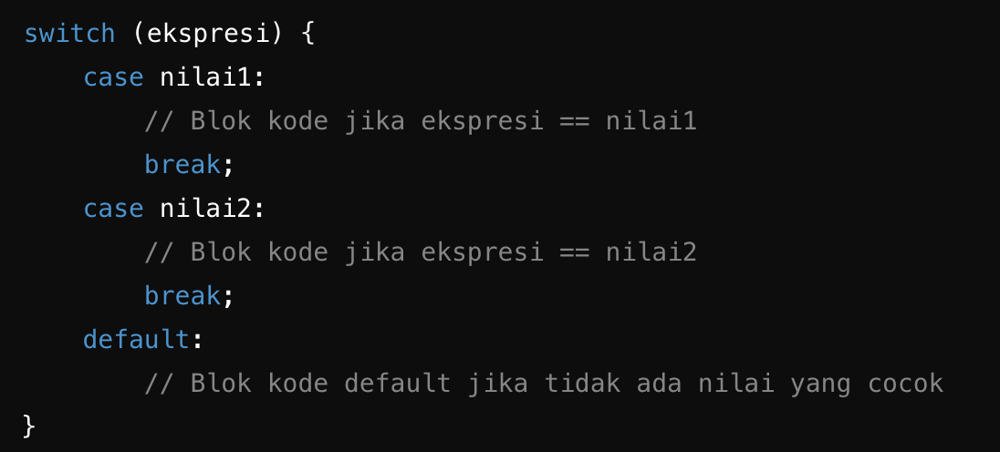 switch (ekspresi) {
    case nilai1:
        // Blok kode jika ekspresi == nilai1
        break;
    case nilai2:
        // Blok kode jika ekspresi == nilai2
        break;
    default:
        // Blok kode default jika tidak ada nilai yang cocok
}